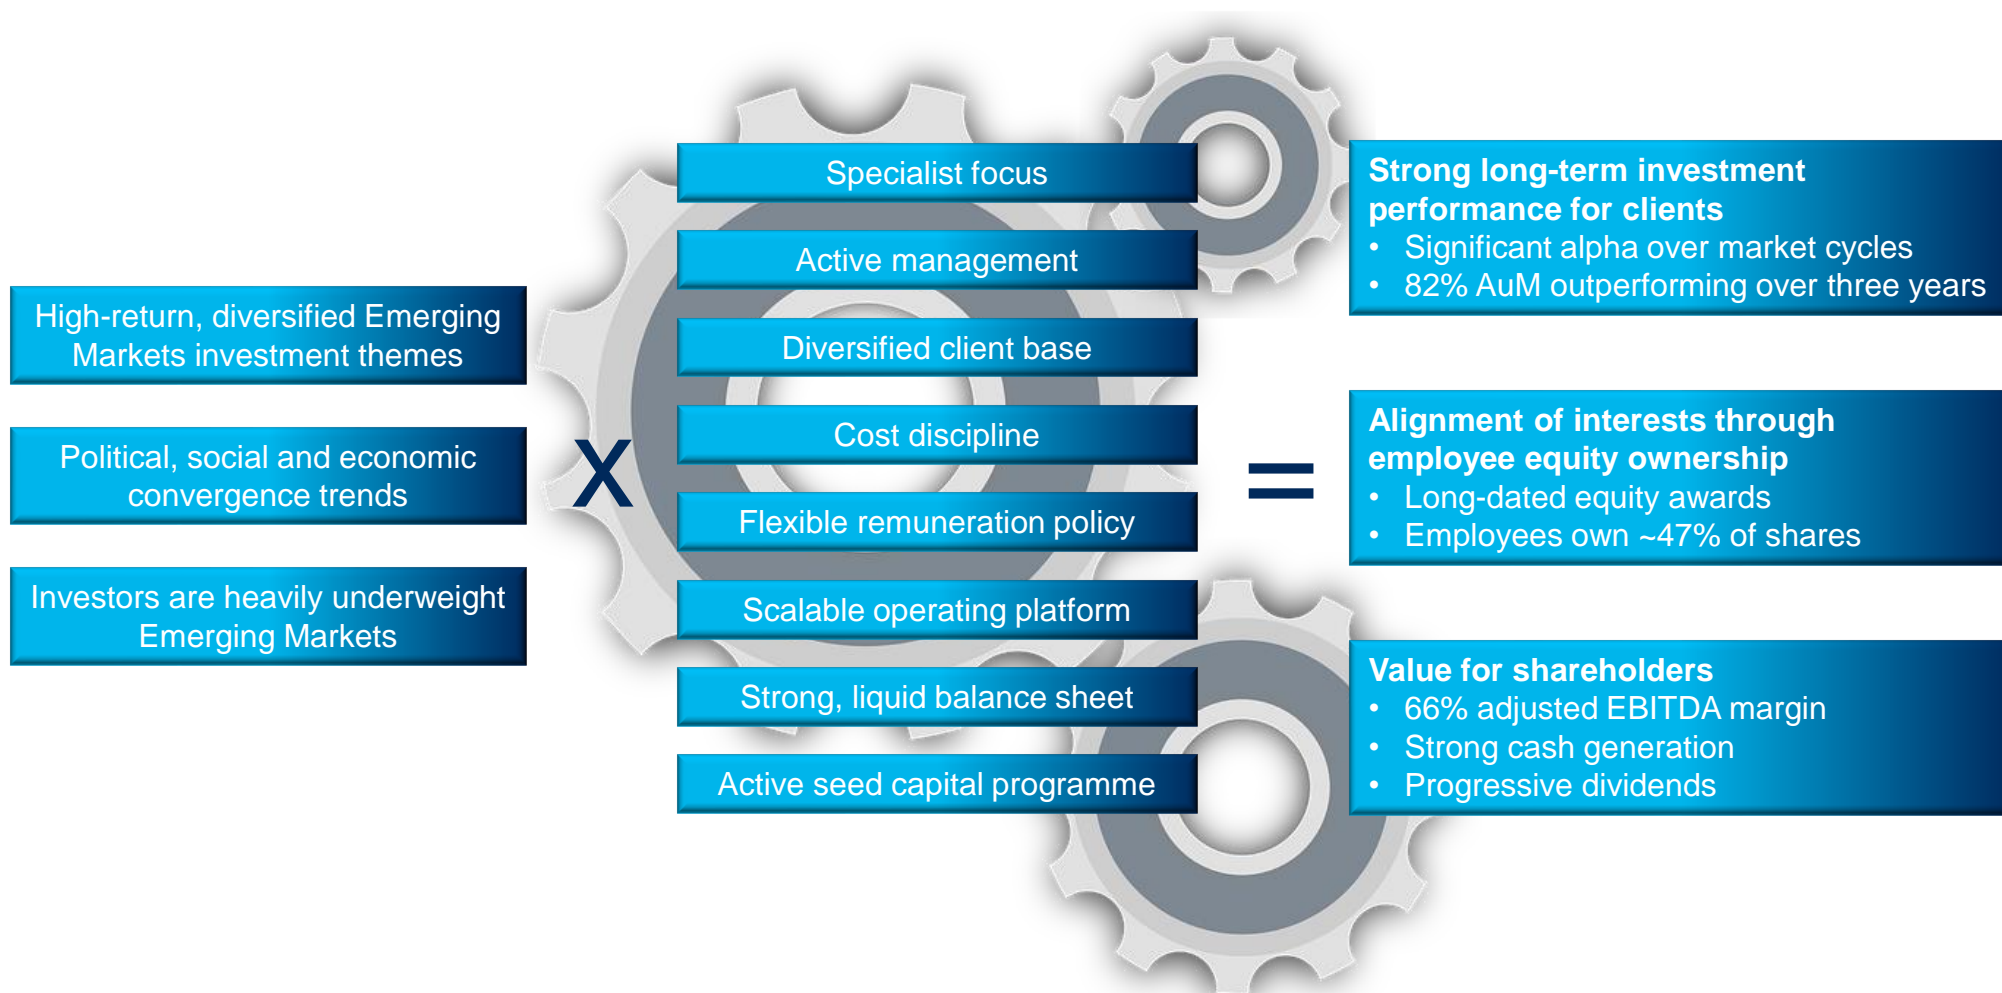 High-return, diversified Emerging
Markets investment themes
Political, social and economic
convergence trends
Investors are heavily underweight
Emerging Markets
x
Specialist focus
Active management
Diversified client base
Cost discipline
Flexible remuneration policy
Scalable operating platform
Strong, liquid balance sheet
Active seed capital programme
=
Strong long-term investment
performance for clients
• Significant alpha over market cycles
• 82% AuM outperforming over three years
Alignment of interests through
employee equity ownership
• Long-dated equity awards
• Employees own ~47% of shares
Value for shareholders
• 66% adjusted EBITDA margin
• Strong cash generation
• Progressive dividends